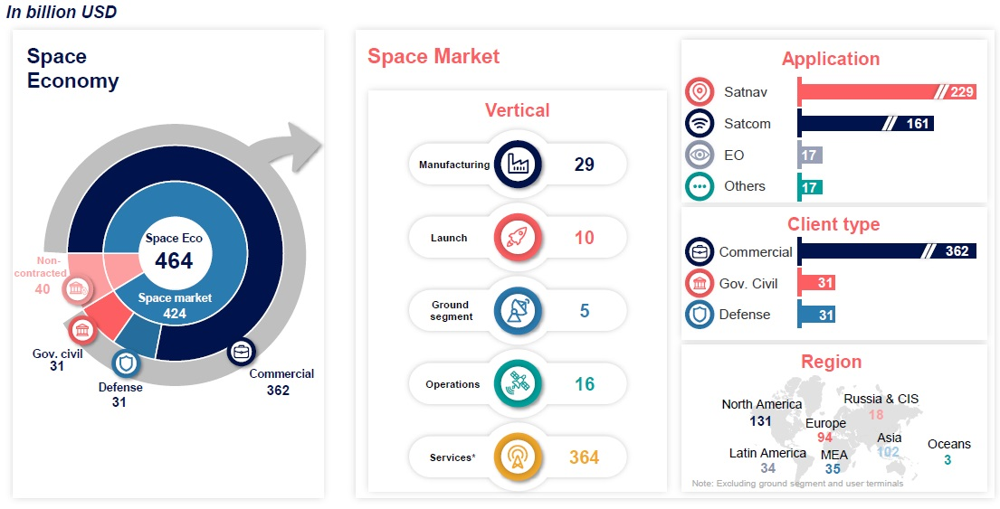 In billion USD
Space
Economy
Space Eco
464
Space market
424
Non-
contracted
40
Gov. civil
31
Defense
31
Commercial
362
Space Market
Vertical
Manufacturing
29
Launch
10
Ground
segment
5
Operations
16
Services*
364
Application
Satnav
229
Satcom
161
EO
17
Others
17
Client type
Commercial
362
Gov. Civil
31
Defense
31
Region
North America
131
Russia & CIS
18
Europe
94
Asia
102
Oceans
3
Latin America
34
MEA
35
Note: Excluding ground segment and user terminals